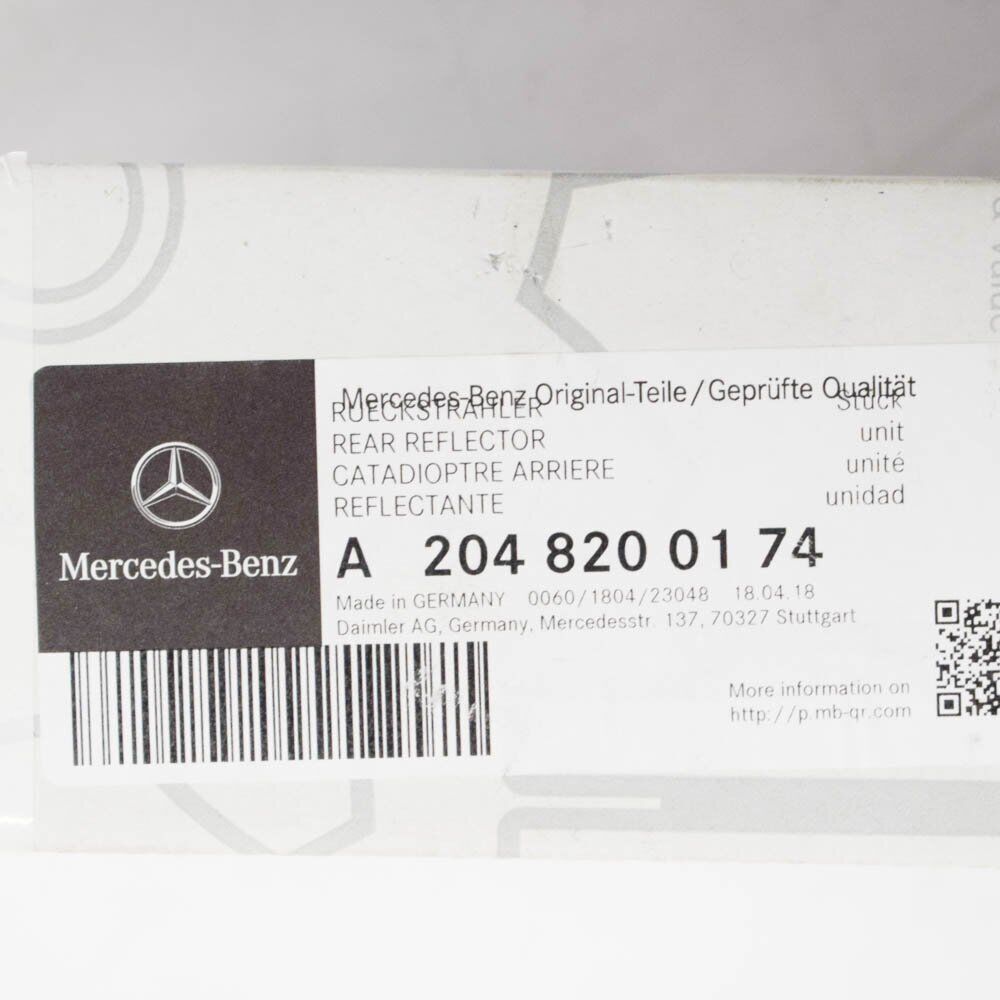 Mercedes-Benz Original-Teile / Geprüfte Qualität
RUECKSTRAHLER Stück
REAR REFLECTOR unit
CATADIOPTRE ARRIERE unité
REFLECTANTE unidad
Mercedes-Benz
A 204 820 01 74
Made in GERMANY 0060/1804/23048 18.04.18
Daimler AG, Germany, Mercedesstr. 137, 70327 Stuttgart
More information on
http://p.mb-qr.com